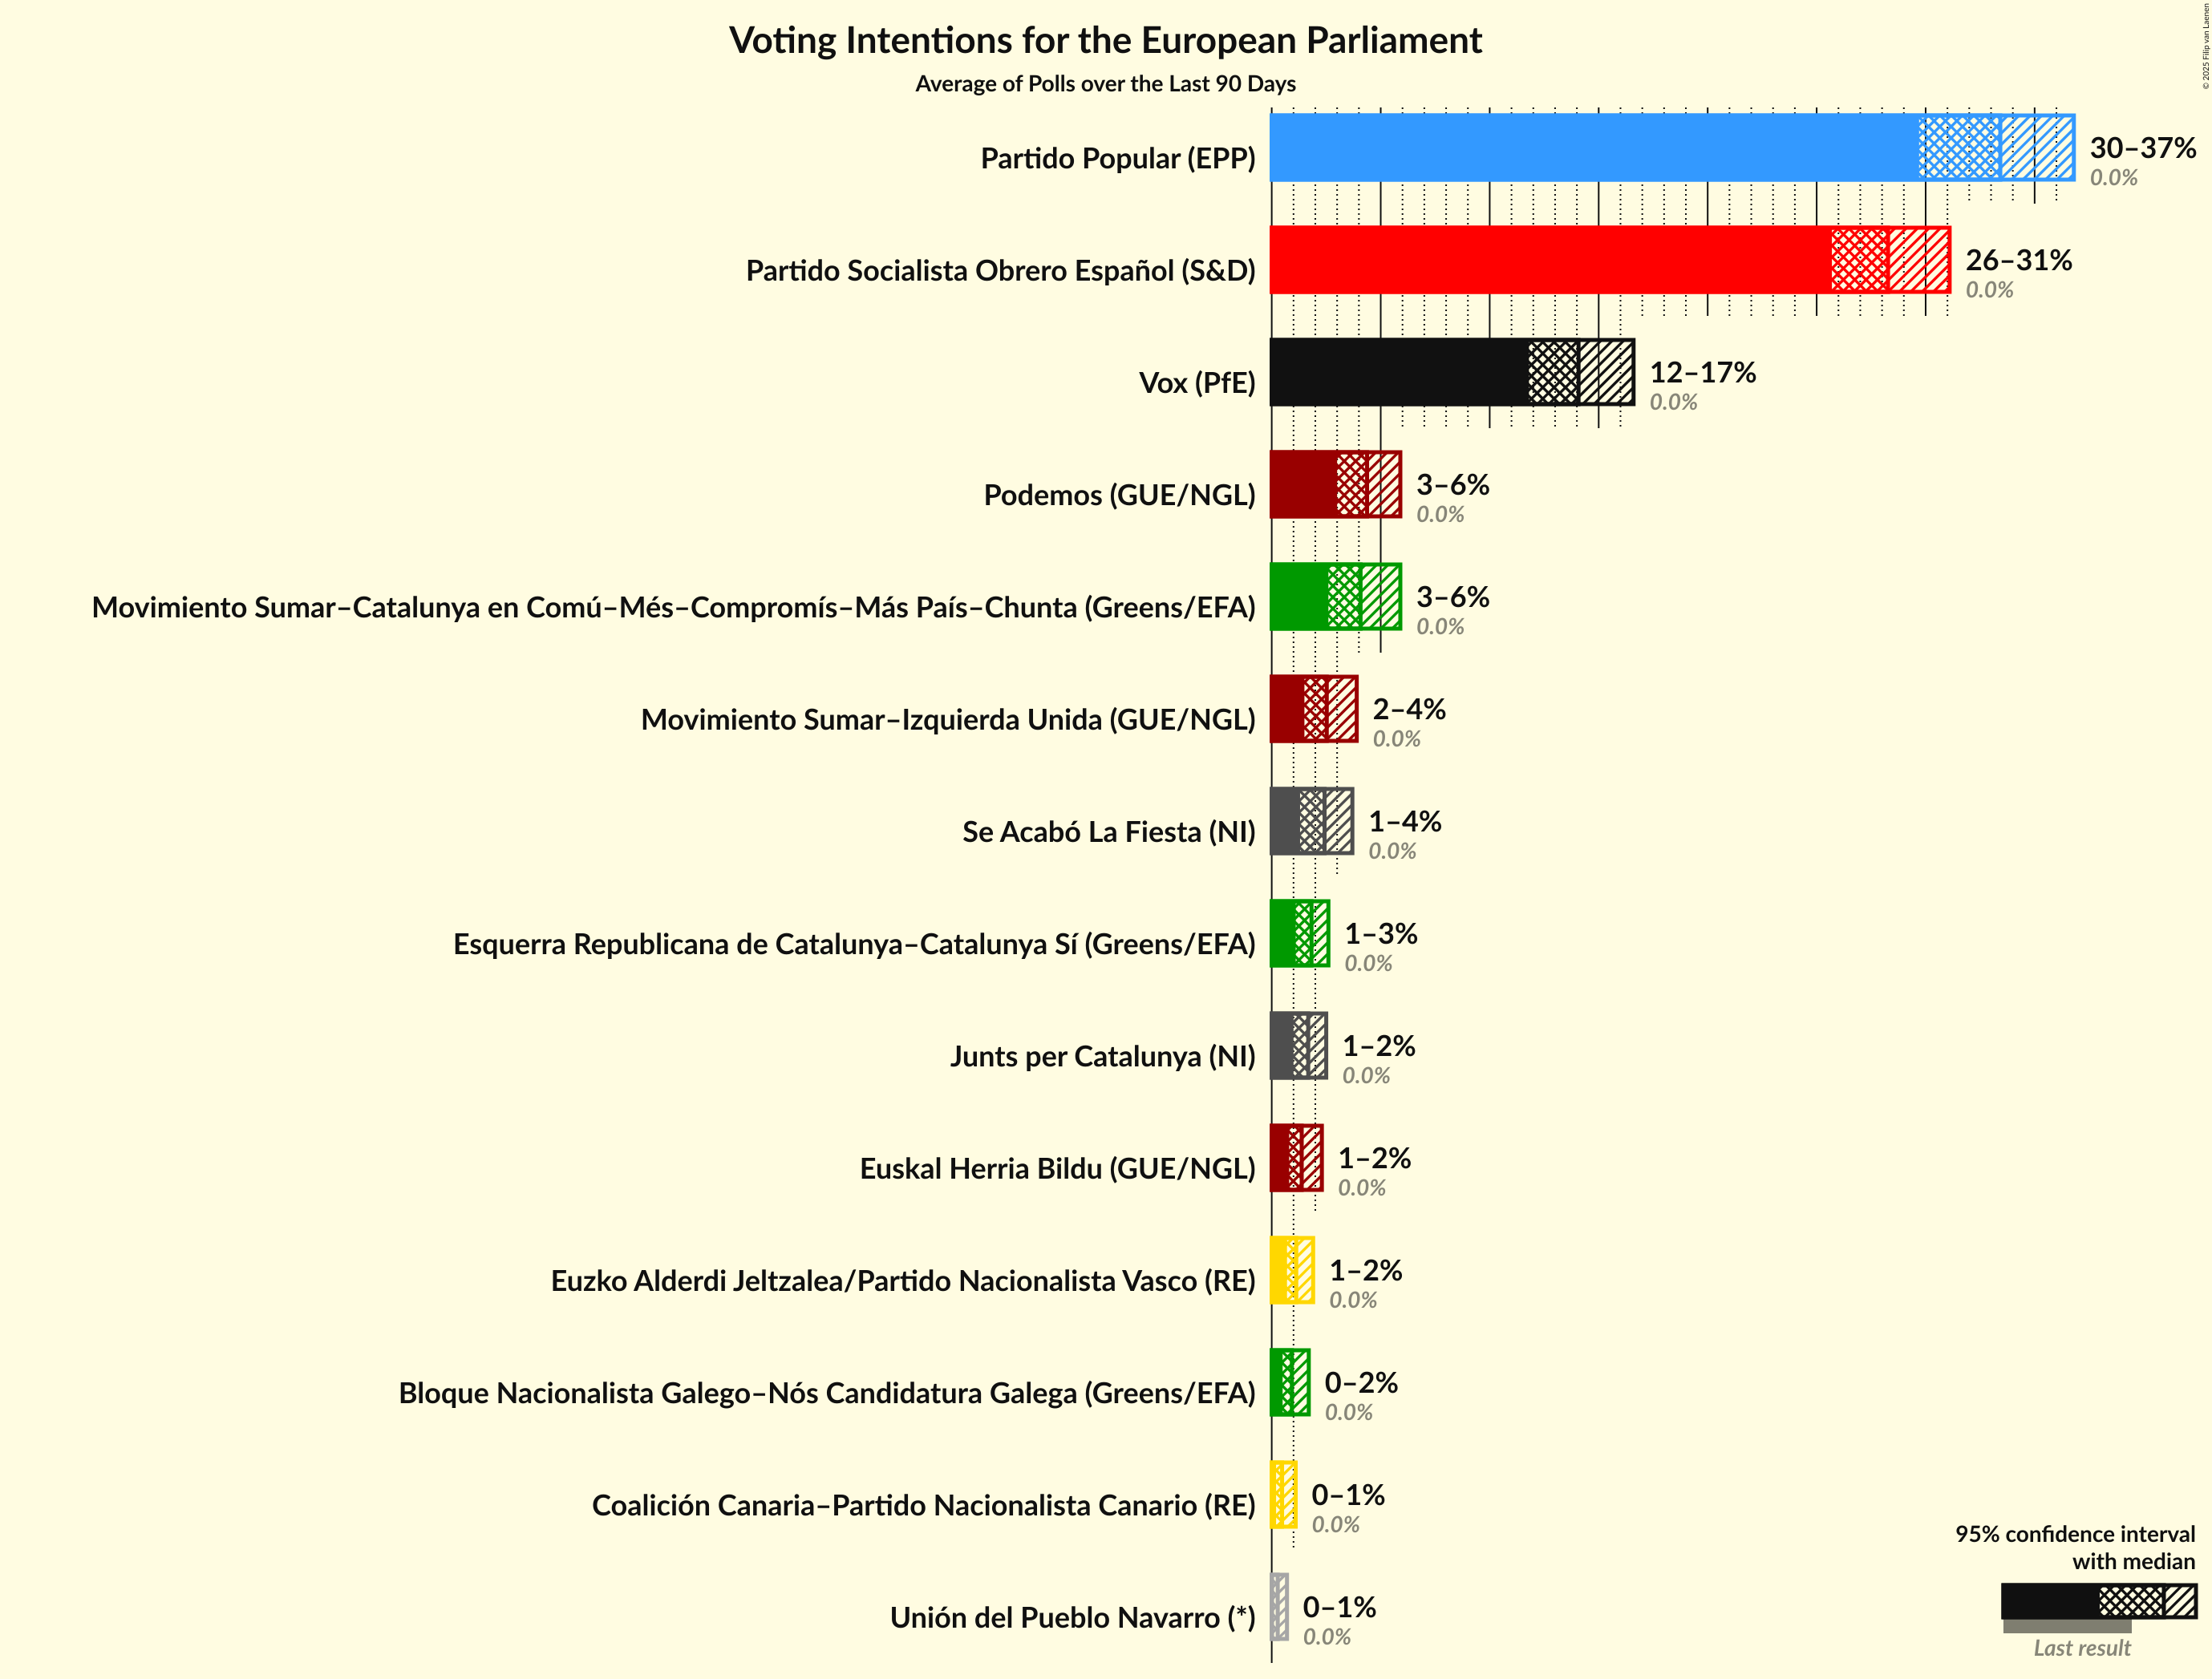 Voting Intentions for the European Parliament
Average of Polls over the Last 90 Days
© 2025 Filip van Laenen
Partido Popular (EPP)
30–37%
0.0%
Partido Socialista Obrero Español (S&D)
26–31%
0.0%
Vox (PfE)
12–17%
0.0%
Podemos (GUE/NGL)
3–6%
0.0%
Movimiento Sumar–Catalunya en Comú–Més–Compromís–Más País–Chunta (Greens/EFA)
3–6%
0.0%
Movimiento Sumar–Izquierda Unida (GUE/NGL)
2–4%
0.0%
Se Acabó La Fiesta (NI)
1–4%
0.0%
Esquerra Republicana de Catalunya–Catalunya Sí (Greens/EFA)
1–3%
0.0%
Junts per Catalunya (NI)
1–2%
0.0%
Euskal Herria Bildu (GUE/NGL)
1–2%
0.0%
Euzko Alderdi Jeltzalea/Partido Nacionalista Vasco (RE)
1–2%
0.0%
Bloque Nacionalista Galego–Nós Candidatura Galega (Greens/EFA)
0–2%
0.0%
Coalición Canaria–Partido Nacionalista Canario (RE)
0–1%
0.0%
Unión del Pueblo Navarro (*)
0–1%
0.0%
95% confidence interval
with median
Last result